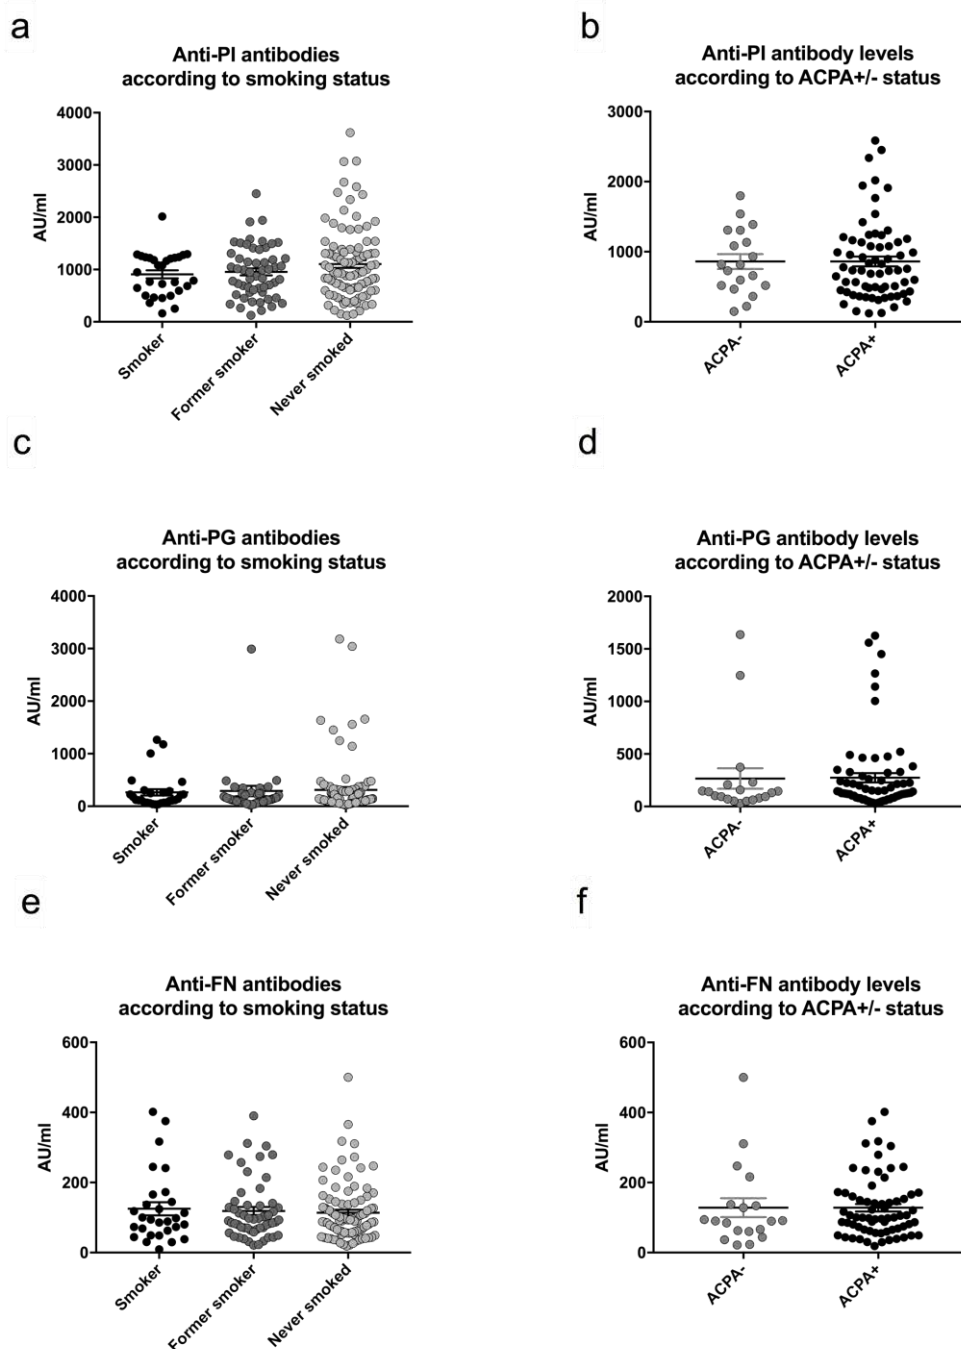 a
Anti-PI antibodies
according to smoking status
4000
3000
2000
1000
0
AU/ml
Smoker
Former smoker
Never smoked
b
Anti-PI antibody levels
according to ACPA+/- status
3000
2000
1000
0
AU/ml
ACPA-
ACPA+
c
Anti-PG antibodies
according to smoking status
4000
3000
2000
1000
0
AU/ml
Smoker
Former smoker
Never smoked
d
Anti-PG antibody levels
according to ACPA+/- status
2000
1500
1000
500
0
AU/ml
ACPA-
ACPA+
e
Anti-FN antibodies
according to smoking status
600
400
200
0
AU/ml
Smoker
Former smoker
Never smoked
f
Anti-FN antibody levels
according to ACPA+/- status
600
400
200
0
AU/ml
ACPA-
ACPA+